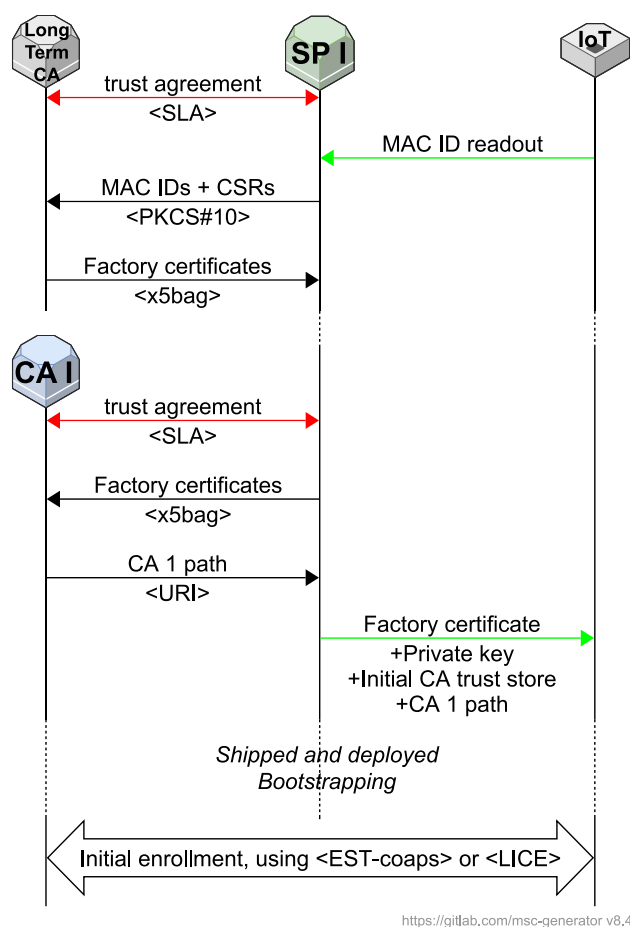 Long
Term
CA
SP I
IoT
trust agreement
<SLA>
MAC ID readout
MAC IDs + CSRs
<PKCS#10>
Factory certificates
<x5bag>
CA I
trust agreement
<SLA>
Factory certificates
<x5bag>
CA 1 path
<URI>
Factory certificate
+Private key
+Initial CA trust store
+CA 1 path
Shipped and deployed
Bootstrapping
Initial enrollment, using <EST-coaps> or <LICE>
https://gitlab.com/msc-generator v8.4